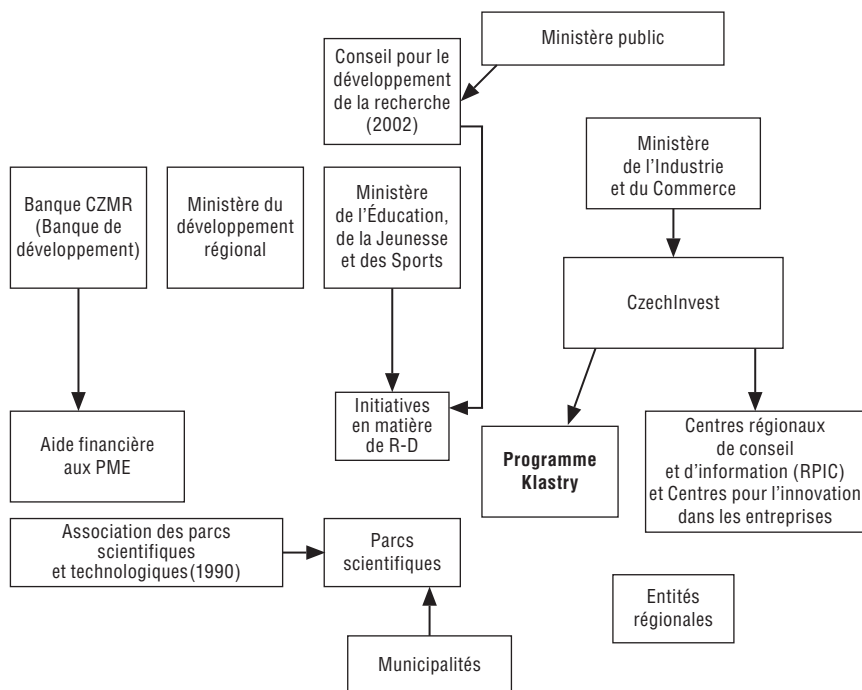 Ministère public
Conseil pour le
développement
de la recherche
(2002)
Ministère
de l'Industrie
et du Commerce
Banque CZMR
(Banque de
développement)
Ministère du
développement
régional
Ministère
de l'Éducation,
de la Jeunesse
et des Sports
CzechInvest
Aide financière
aux PME
Initiatives
en matière
de R-D
Programme
Klastry
Centres régionaux
de conseil
et d'information (RPIC)
et Centres pour l'innovation
dans les entreprises
Association des parcs
scientifiques
et technologiques (1990)
Parcs
scientifiques
Entités
régionales
Municipalités